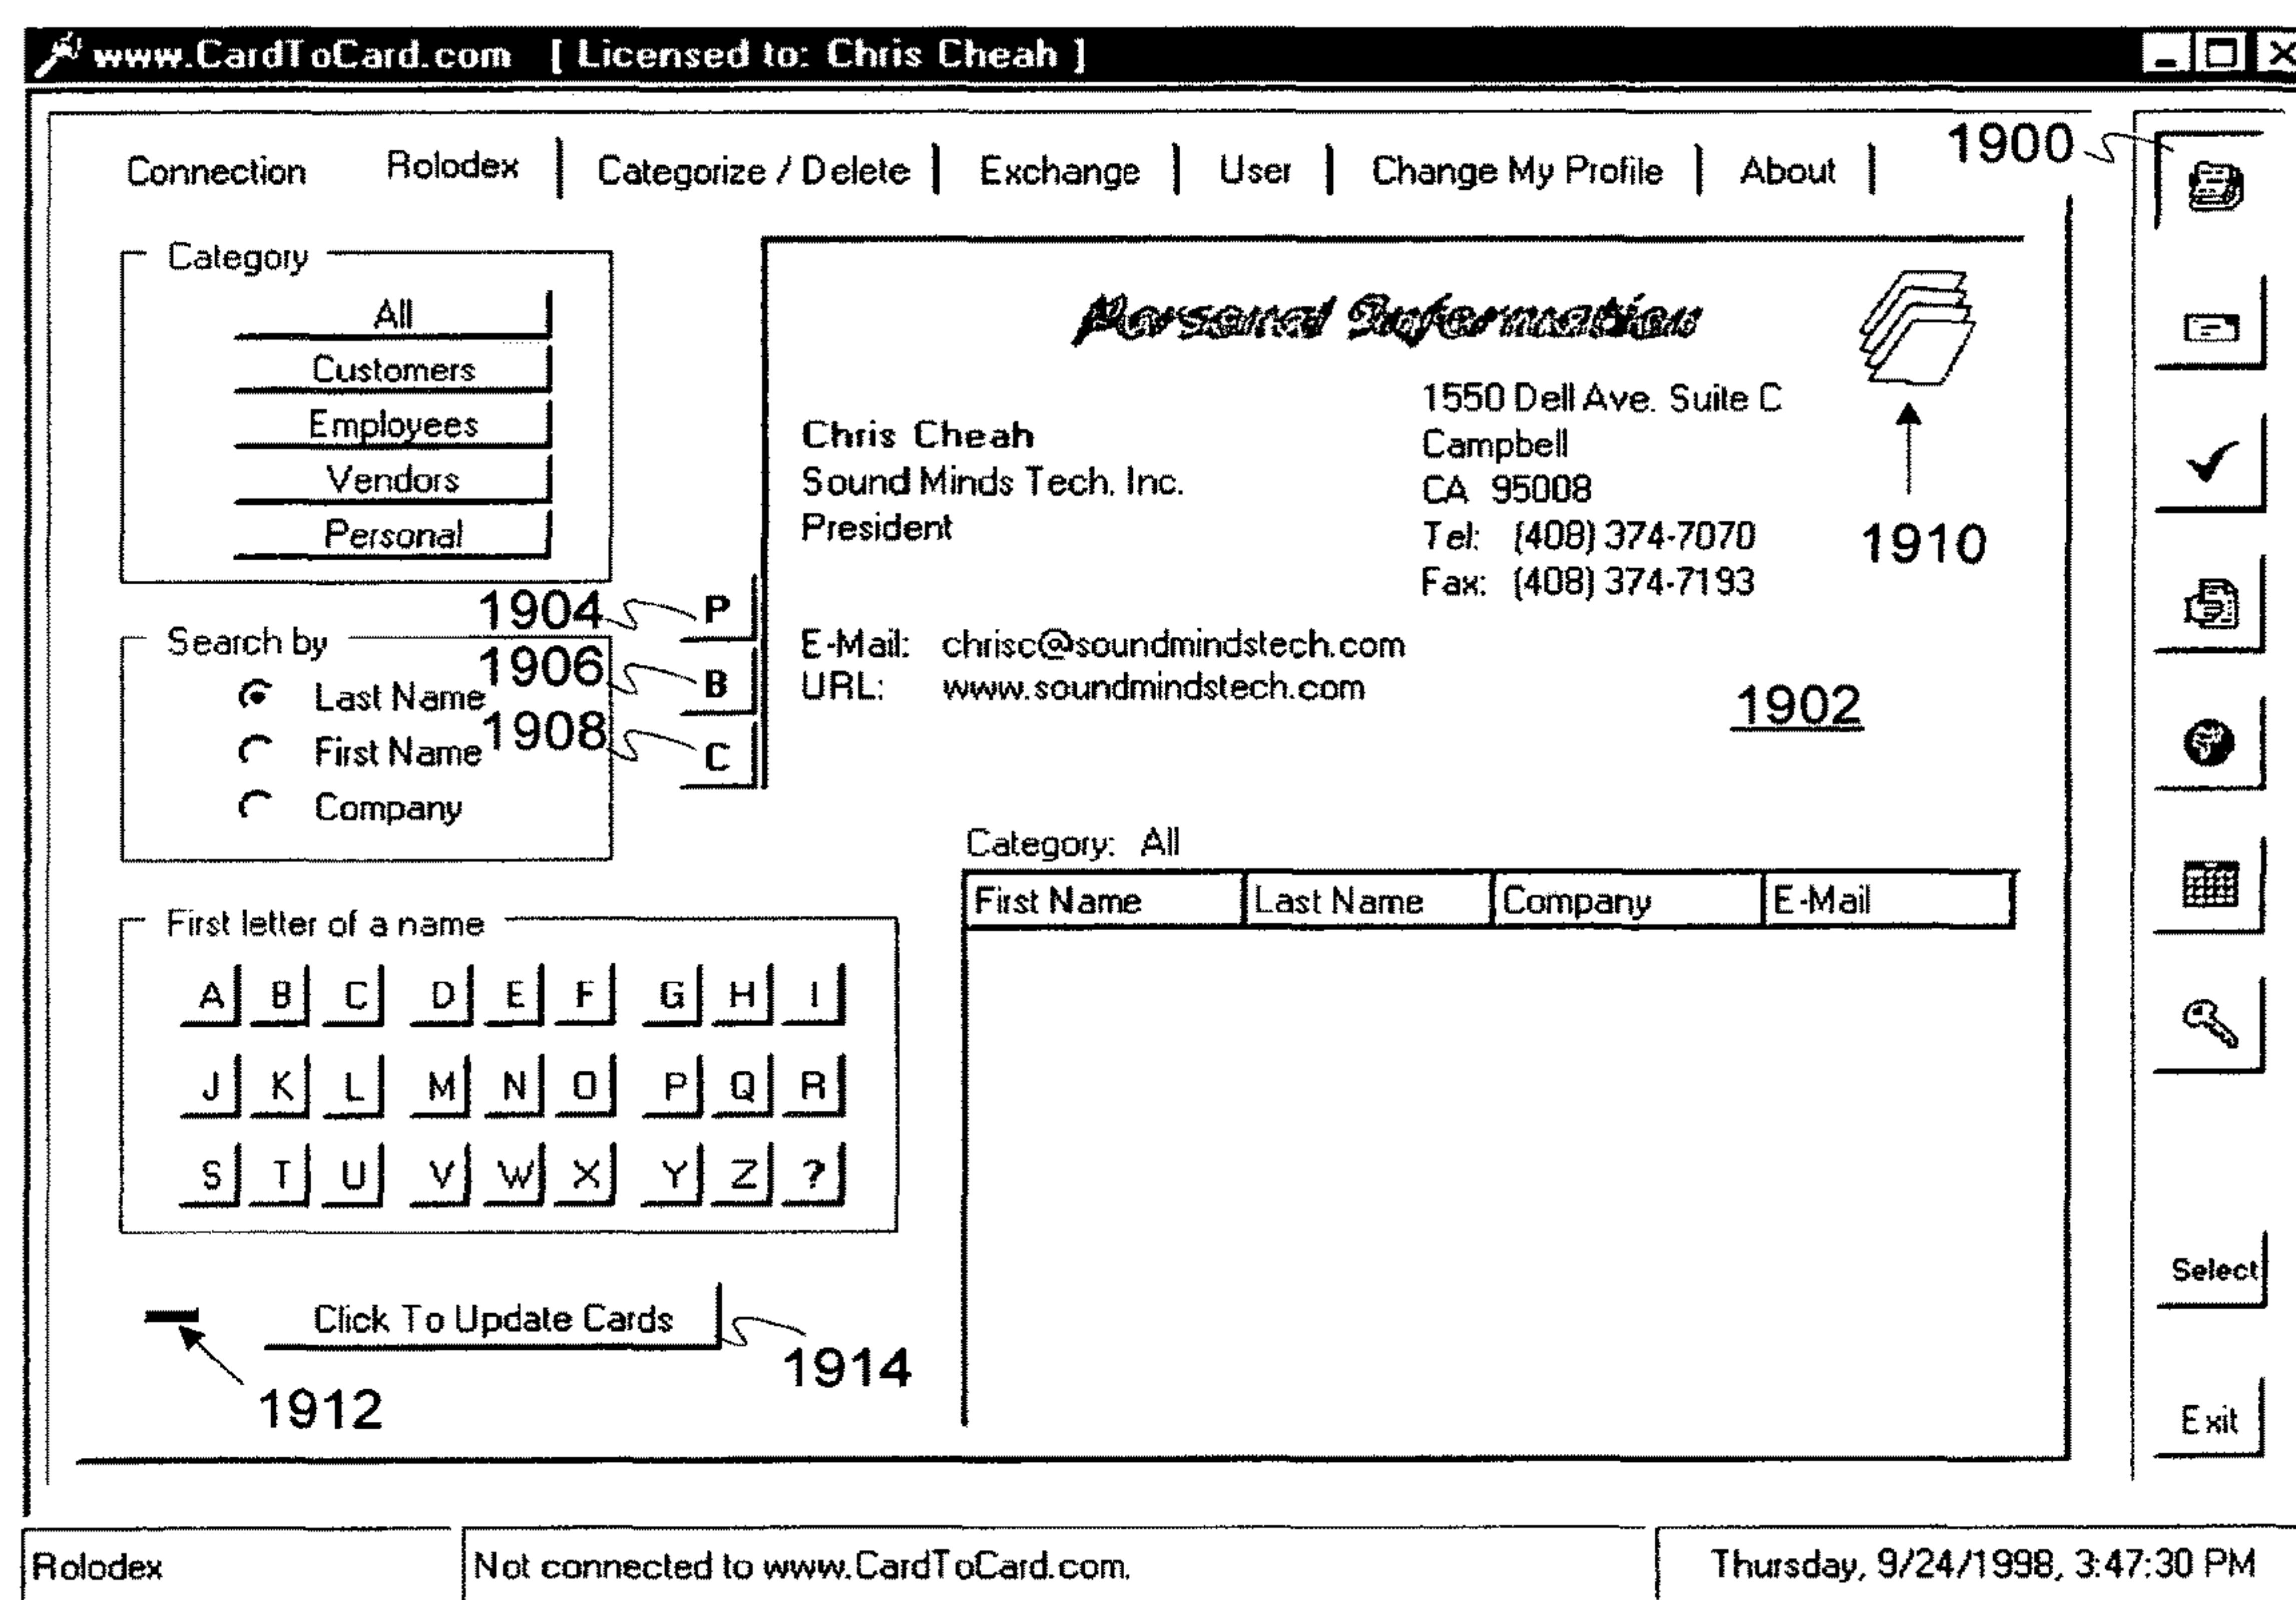 www.CardToCard.com [ Licensed to: Chris Cheah ]
Connection Rolodex Categorize / Delete Exchange User Change My Profile About
1900
Category
All
Customers
Employees
Vendors
Personal
Personal Information
Chris Cheah
Sound Minds Tech. Inc.
President
1550 Dell Ave. Suite C
Campbell
CA 95008
Tel: (408) 374-7070
Fax: (408) 374-7193
1910
E-Mail: chrisc@soundmindstech.com
URL: www.soundmindstech.com
1902
1904 P
1906 B
1908 C
Search by
Last Name
First Name
Company
Category: All
First Name Last Name Company E-Mail
First letter of a name
A B C D E F G H I
J K L M N O P Q R
S T U V W X Y Z ?
Click To Update Cards
1914
1912
Select
Exit
Rolodex
Not connected to www.CardToCard.com.
Thursday, 9/24/1998, 3:47:30 PM